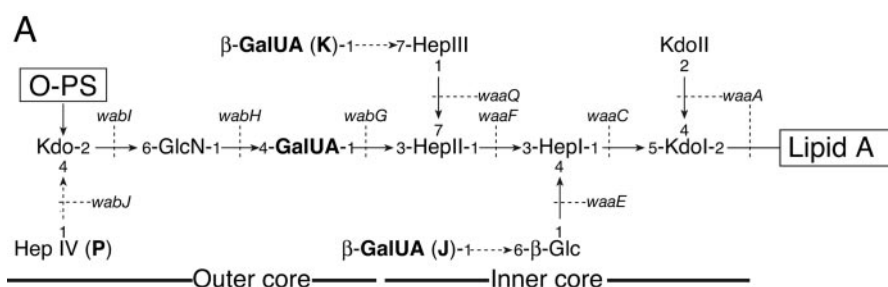 A
β-GalUA (K)-1 7-HepIII KdoII
O-PS
1 2
wabI wabH wabG waaQ waaF waaC waaA
7 4
Kdo-2 6-GlcN-1 4-GalUA-1 3-HepII-1 3-HepI-1 5-KdoI-2 Lipid A
4 4
wabJ waaE
1 1
Hep IV (P) β-GalUA (J)-1 6-β-Glc
Outer core Inner core